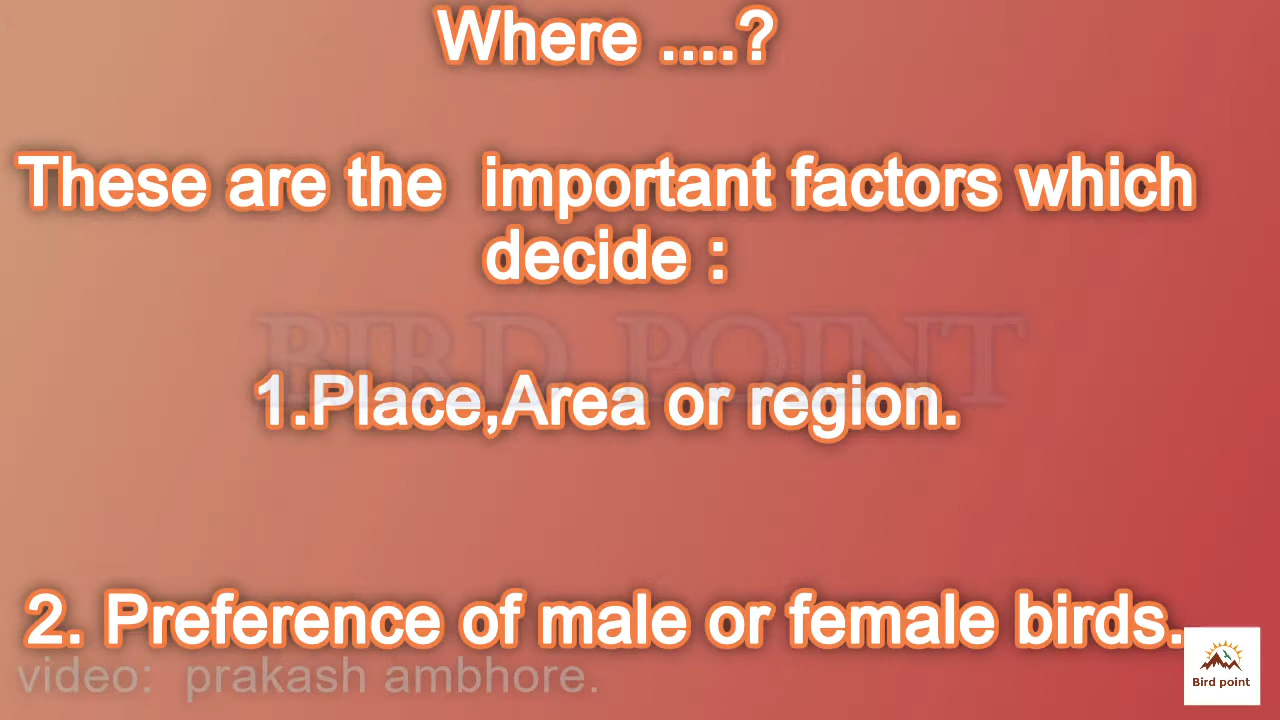 Where ....?
These are the  important factors which
decide :
BIRD POINT
1.Place,Area or region.
2. Preference of male or female birds.
video:  prakash ambhore.
Bird point